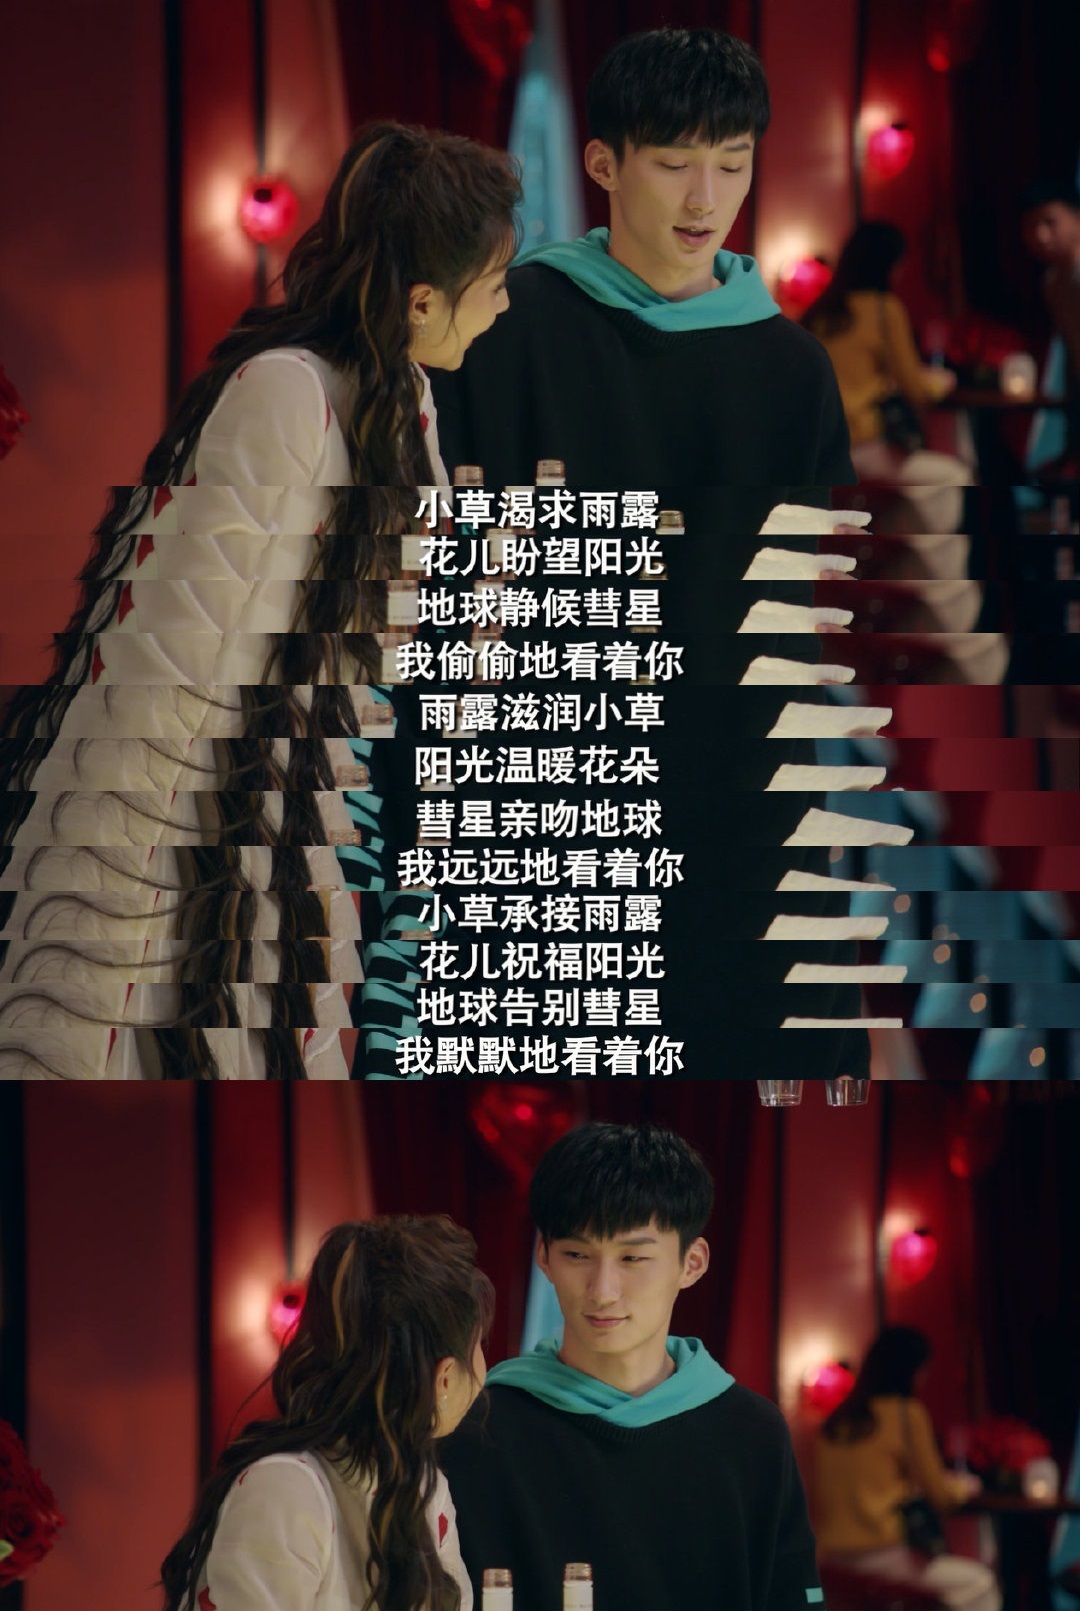 小草渴求雨露
花儿盼望阳光
地球静候彗星
我偷偷地看着你
雨露滋润小草
阳光温暖花朵
彗星亲吻地球
我远远地看着你
小草承接雨露
花儿祝福阳光
地球告别彗星
我默默地看着你